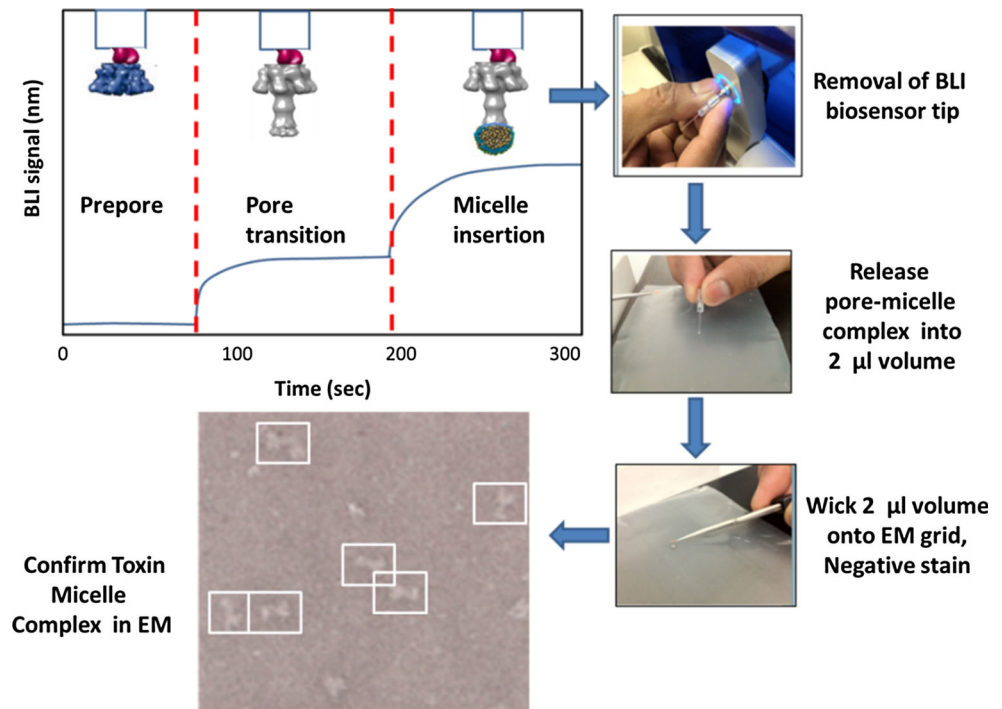 BLI signal (nm)
Prepore
Pore
transition
Micelle
insertion
0
100
200
300
Time (sec)
Removal of BLI
biosensor tip
Release
pore-micelle
complex into
2 µl volume
Wick 2 µl volume
onto EM grid,
Negative stain
Confirm Toxin
Micelle
Complex in EM